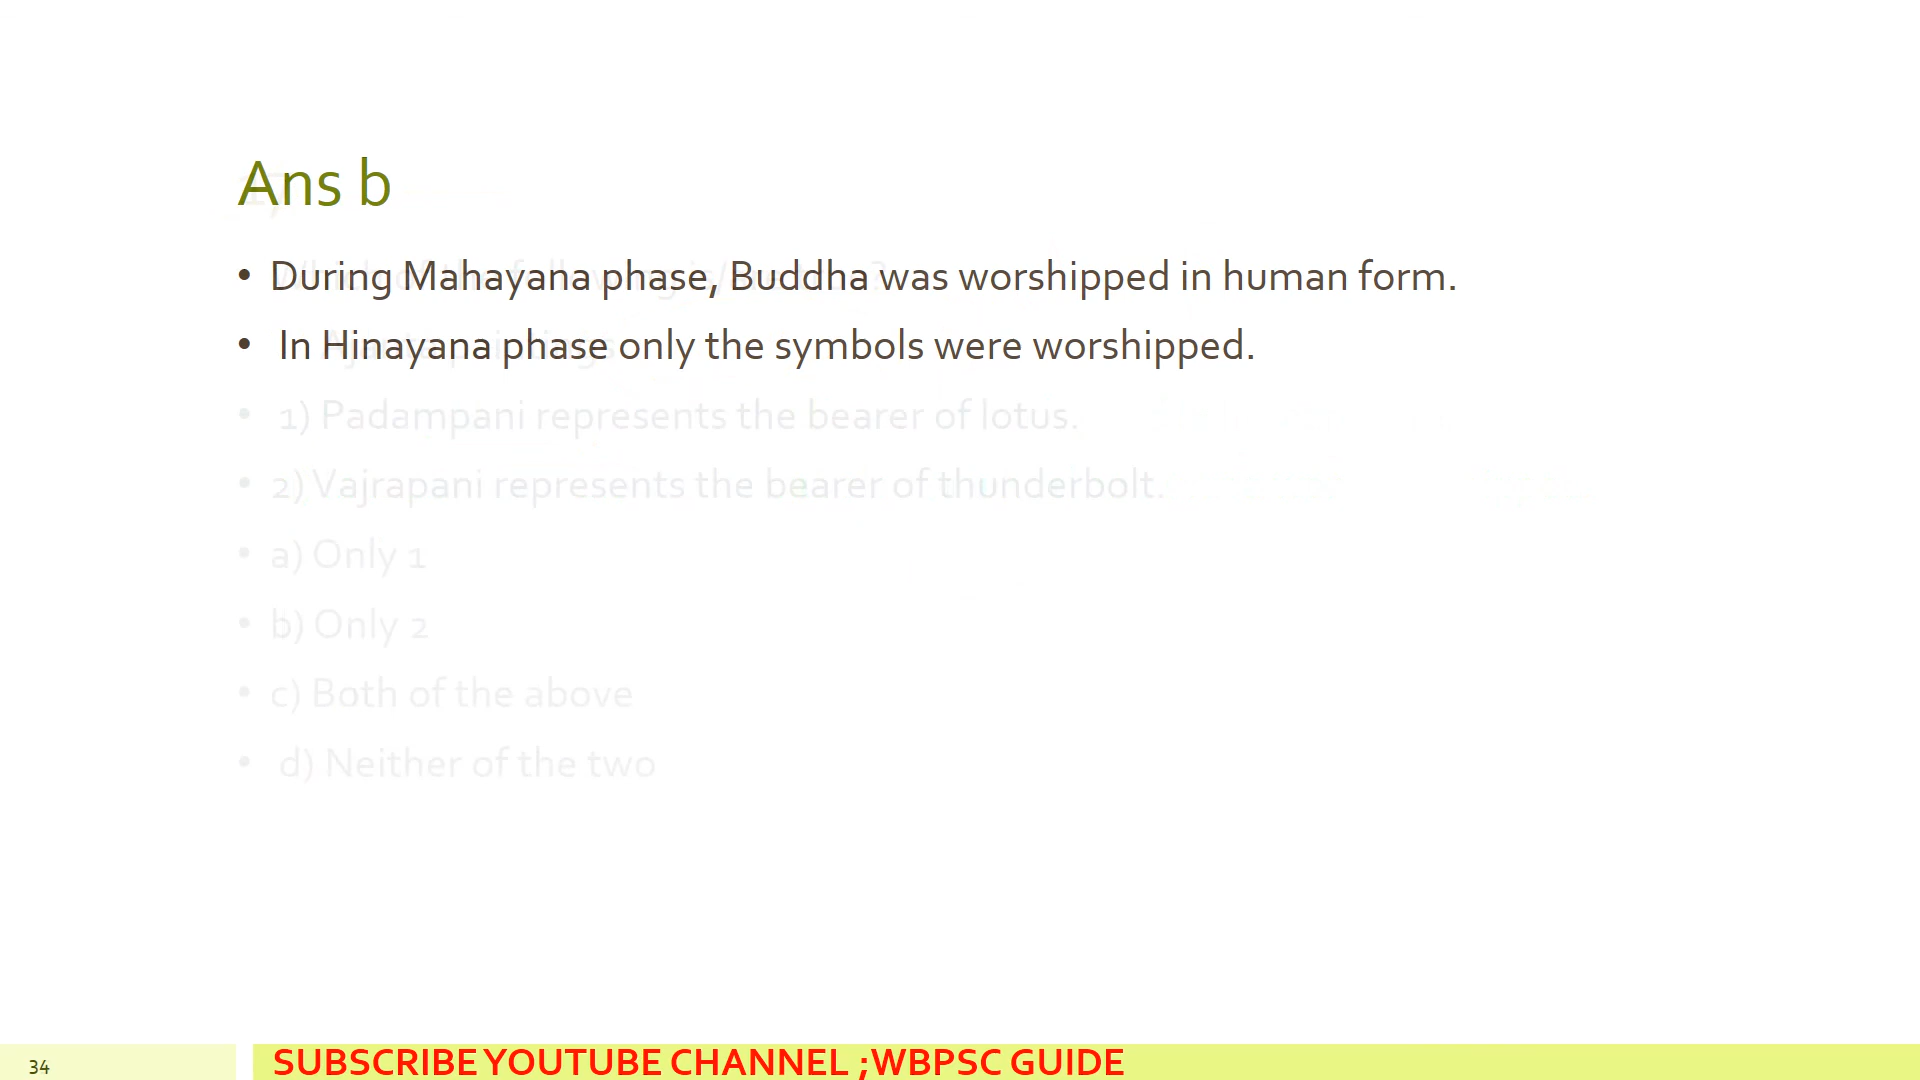 Ans b
• During Mahayana phase, Buddha was worshipped in human form.
• In Hinayana phase only the symbols were worshipped.
• 1) Padampani represents the bearer of lotus.
• 2) Vajrapani represents the bearer of thunderbolt.
• a) Only 1
• b) Only 2
• c) Both of the above
• d) Neither of the two
34
SUBSCRIBE YOUTUBE CHANNEL ;WBPSC GUIDE